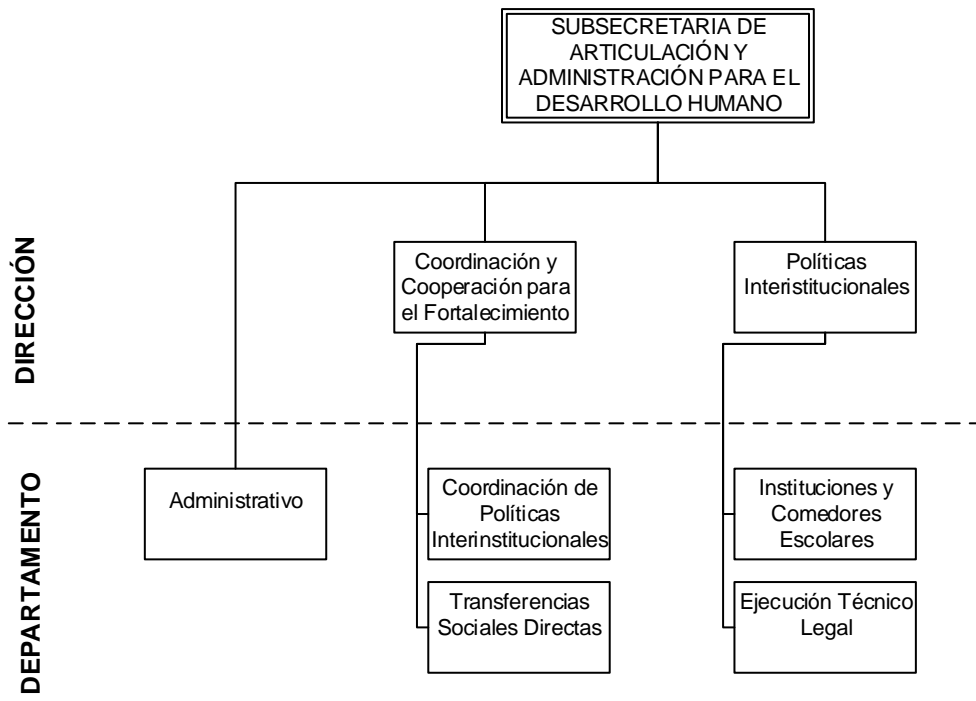 SUBSECRETARIA DE
ARTICULACIÓN Y
ADMINISTRACIÓN PARA EL
DESARROLLO HUMANO
DIRECCIÓN
Coordinación y
Cooperación para
el Fortalecimiento
Políticas
Interistitucionales
DEPARTAMENTO
Administrativo
Coordinación de
Políticas
Interinstitucionales
Instituciones y
Comedores
Escolares
Transferencias
Sociales Directas
Ejecución Técnico
Legal